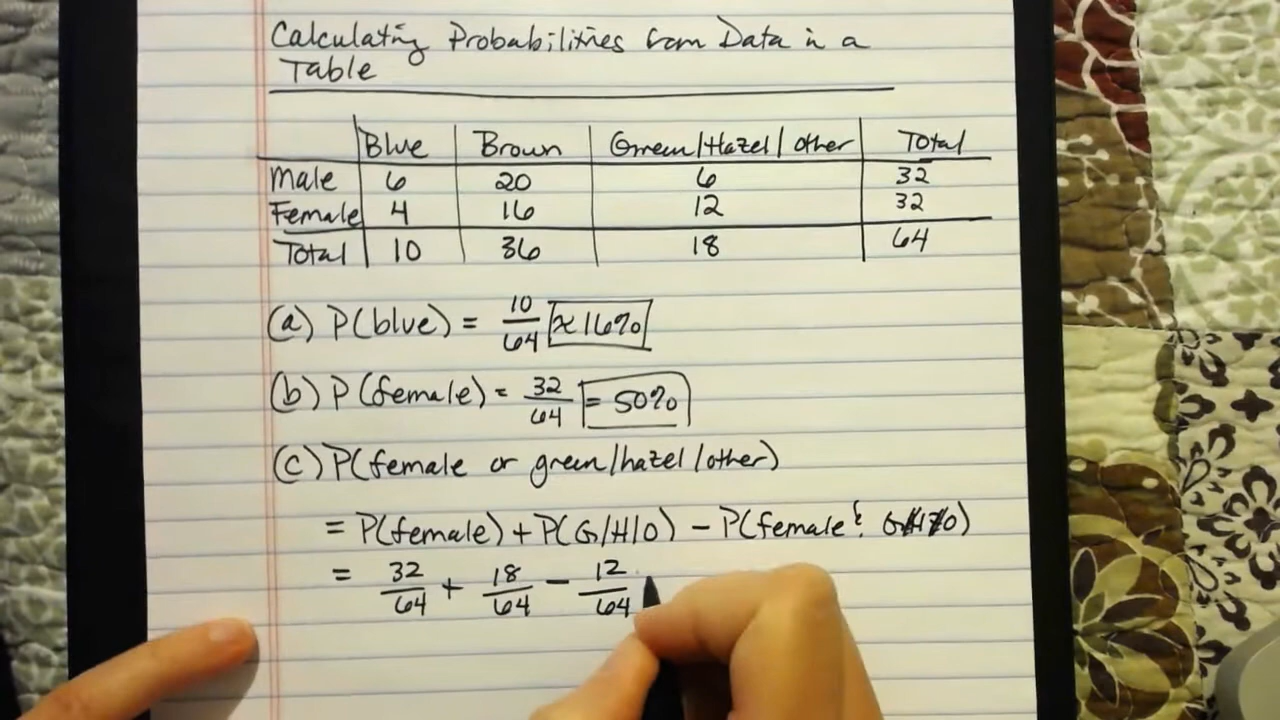 Calculating Probabilities from Data in a
Table
Blue Brown Green/Hazel/other Total
Male 6 20 6 32
Female 4 16 12 32
Total 10 36 18 64
(a) P(blue) = 10/64 ≈ 16%
(b) P(female) = 32/64 = 50%
(c) P(female or green/hazel/other)
= P(female) + P(G/H/O) - P(female & G/H/O)
= 32/64 + 18/64 - 12/64